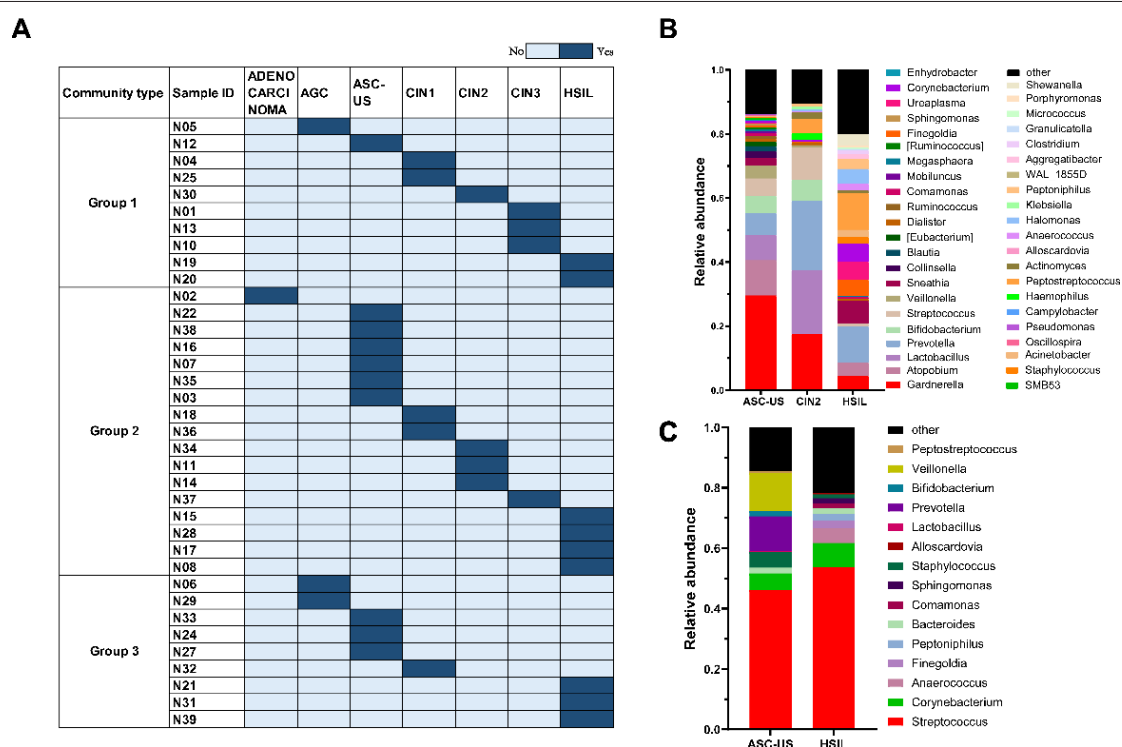 A
No Yes
Community type Sample ID ADENO CARCI NOMA AGC ASC-US CIN1 CIN2 CIN3 HSIL
Group 1
N05
N12
N04
N25
N30
N01
N13
N10
N19
N20
Group 2
N02
N22
N38
N16
N07
N35
N03
N18
N36
N34
N11
N14
N37
N15
N28
N17
N08
Group 3
N06
N29
N33
N24
N27
N32
N21
N31
N39
B
Relative abundance
1.0
0.8
0.6
0.4
0.2
0.0
ASC-US CIN2 HSIL
Enhydrobacter
Corynebacterium
Ureoplasma
Sphingomonas
Finegoldia
[Ruminococcus]
Megasphaera
Mobiluncus
Comamonas
Ruminococcus
Dialister
[Eubacterium]
Blautia
Collinsella
Sneathia
Veillonella
Streptococcus
Bifidobacterium
Prevotella
Lactobacillus
Atopobium
Gardnerella
other
Shewanella
Porphyromonas
Micrococcus
Granulicatella
Clostridium
Aggregatibacter
WAL_1855D
Peptoniphilus
Klebsiella
Halomonas
Anaerococcus
Alloscardovia
Actinomyces
Peptostreptococcus
Haemophilus
Campylobacter
Pseudomonas
Oscillospira
Acinetobacter
Staphylococcus
SMB53
C
Relative abundance
1.0
0.8
0.6
0.4
0.2
0.0
ASC-US HSIL
other
Peptostreptococcus
Veillonella
Bifidobacterium
Prevotella
Lactobacillus
Alloscardovia
Staphylococcus
Sphingomonas
Comamonas
Bacteroides
Peptoniphilus
Finegoldia
Anaerococcus
Corynebacterium
Streptococcus